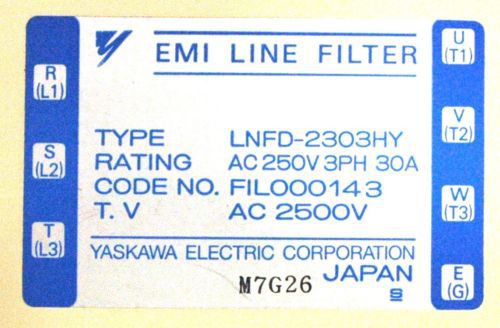 EMI LINE FILTER
R
(L1)
S
(L2)
T
(L3)
TYPE LNFD-2303HY
RATING AC 250V 3PH 30A
CODE NO. FIL000143
T. V AC 2500V
YASKAWA ELECTRIC CORPORATION
JAPAN
M7G26
U
(T1)
V
(T2)
W
(T3)
E
(G)